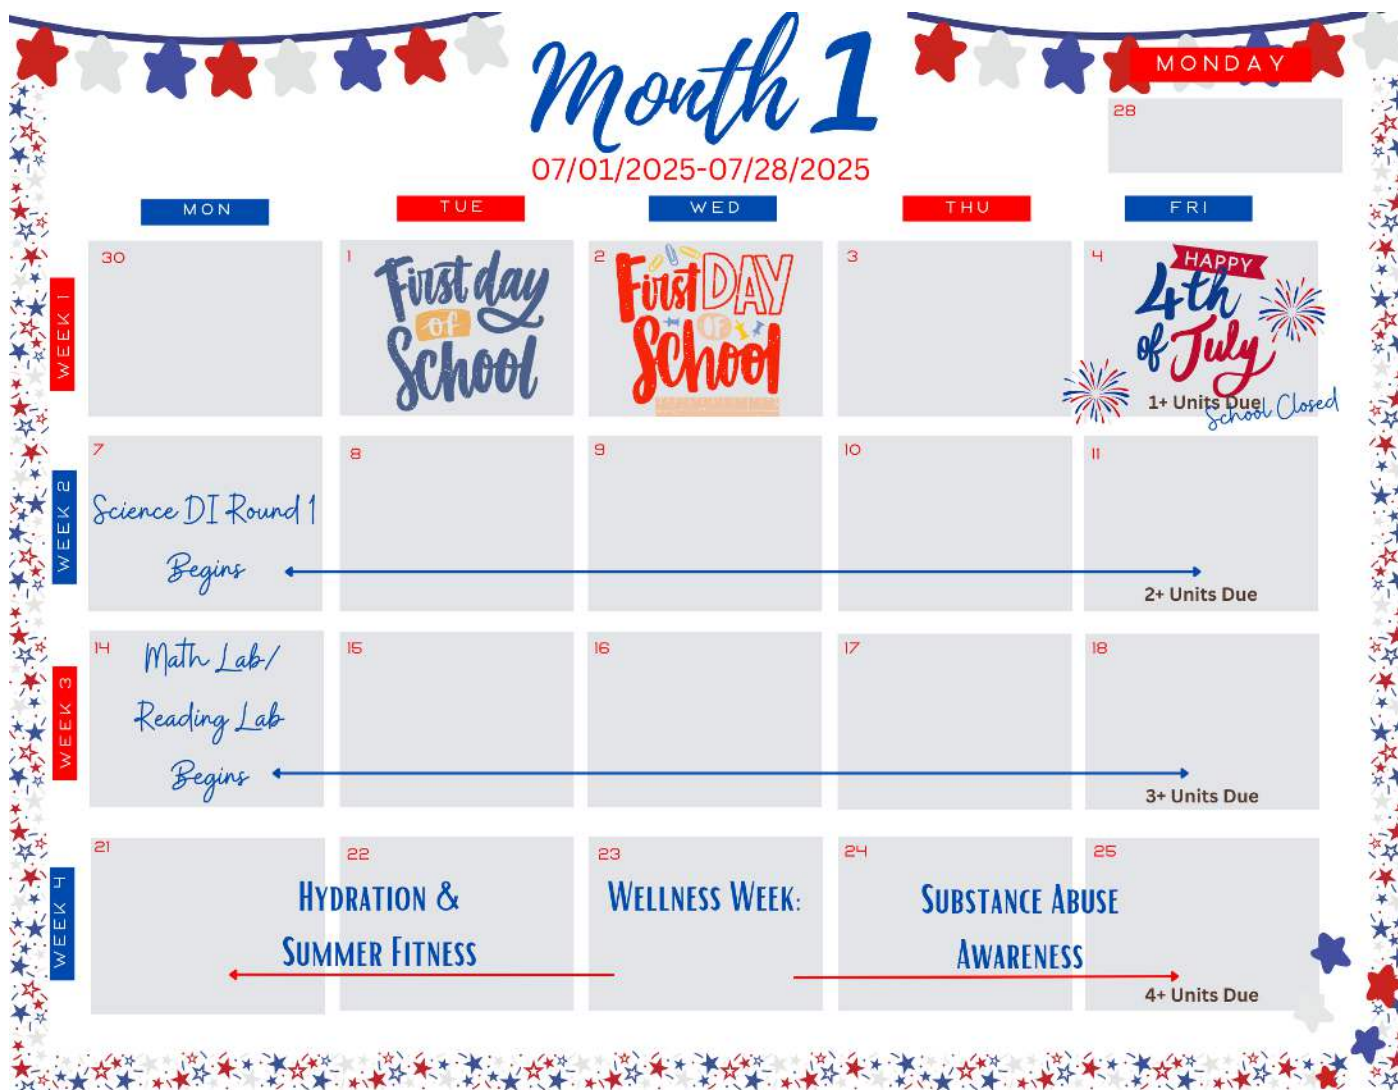 Month 1
MONDAY
28
07/01/2025-07/28/2025
MON
TUE
WED
THU
FRI
WEEK 1
30
1
First day
of
School
2
First DAY
OF
School
3
4
HAPPY
4th
of July
1+ Units Due
School Closed
WEEK 2
7
Science DI Round 1
Begins
8
9
10
11
2+ Units Due
WEEK 3
14
Math Lab/
Reading Lab
Begins
15
16
17
18
3+ Units Due
WEEK 4
21
22
HYDRATION &
SUMMER FITNESS
23
WELLNESS WEEK:
24
25
SUBSTANCE ABUSE
AWARENESS
4+ Units Due